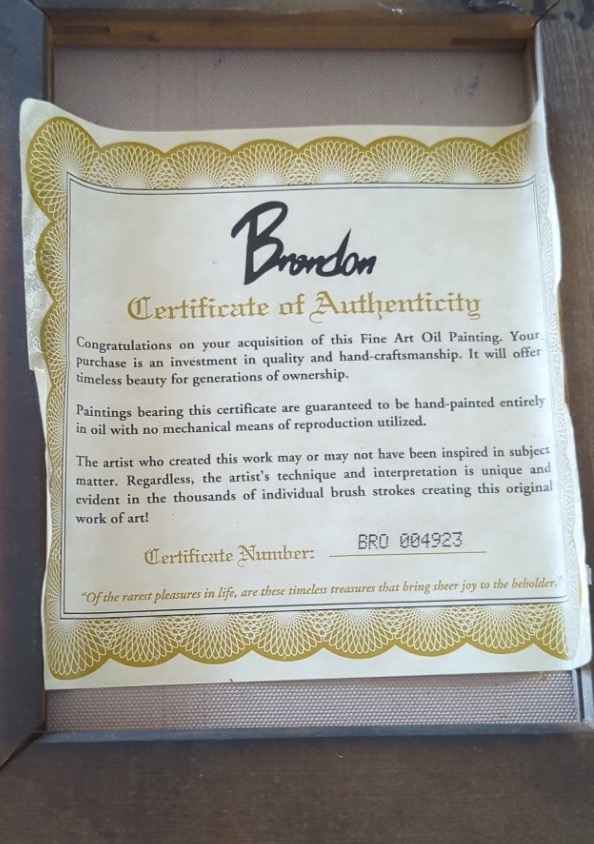 Brandon
Certificate of Authenticity
Congratulations on your acquisition of this Fine Art Oil Painting. Your
purchase is an investment in quality and hand-craftsmanship. It will offer
timeless beauty for generations of ownership.
Paintings bearing this certificate are guaranteed to be hand-painted entirely
in oil with no mechanical means of reproduction utilized.
The artist who created this work may or may not have been inspired in subject
matter. Regardless, the artist's technique and interpretation is unique and
evident in the thousands of individual brush strokes creating this original
work of art!
Certificate Number: BRO 004923
"Of the rarest pleasures in life, are these timeless treasures that bring sheer joy to the beholder."